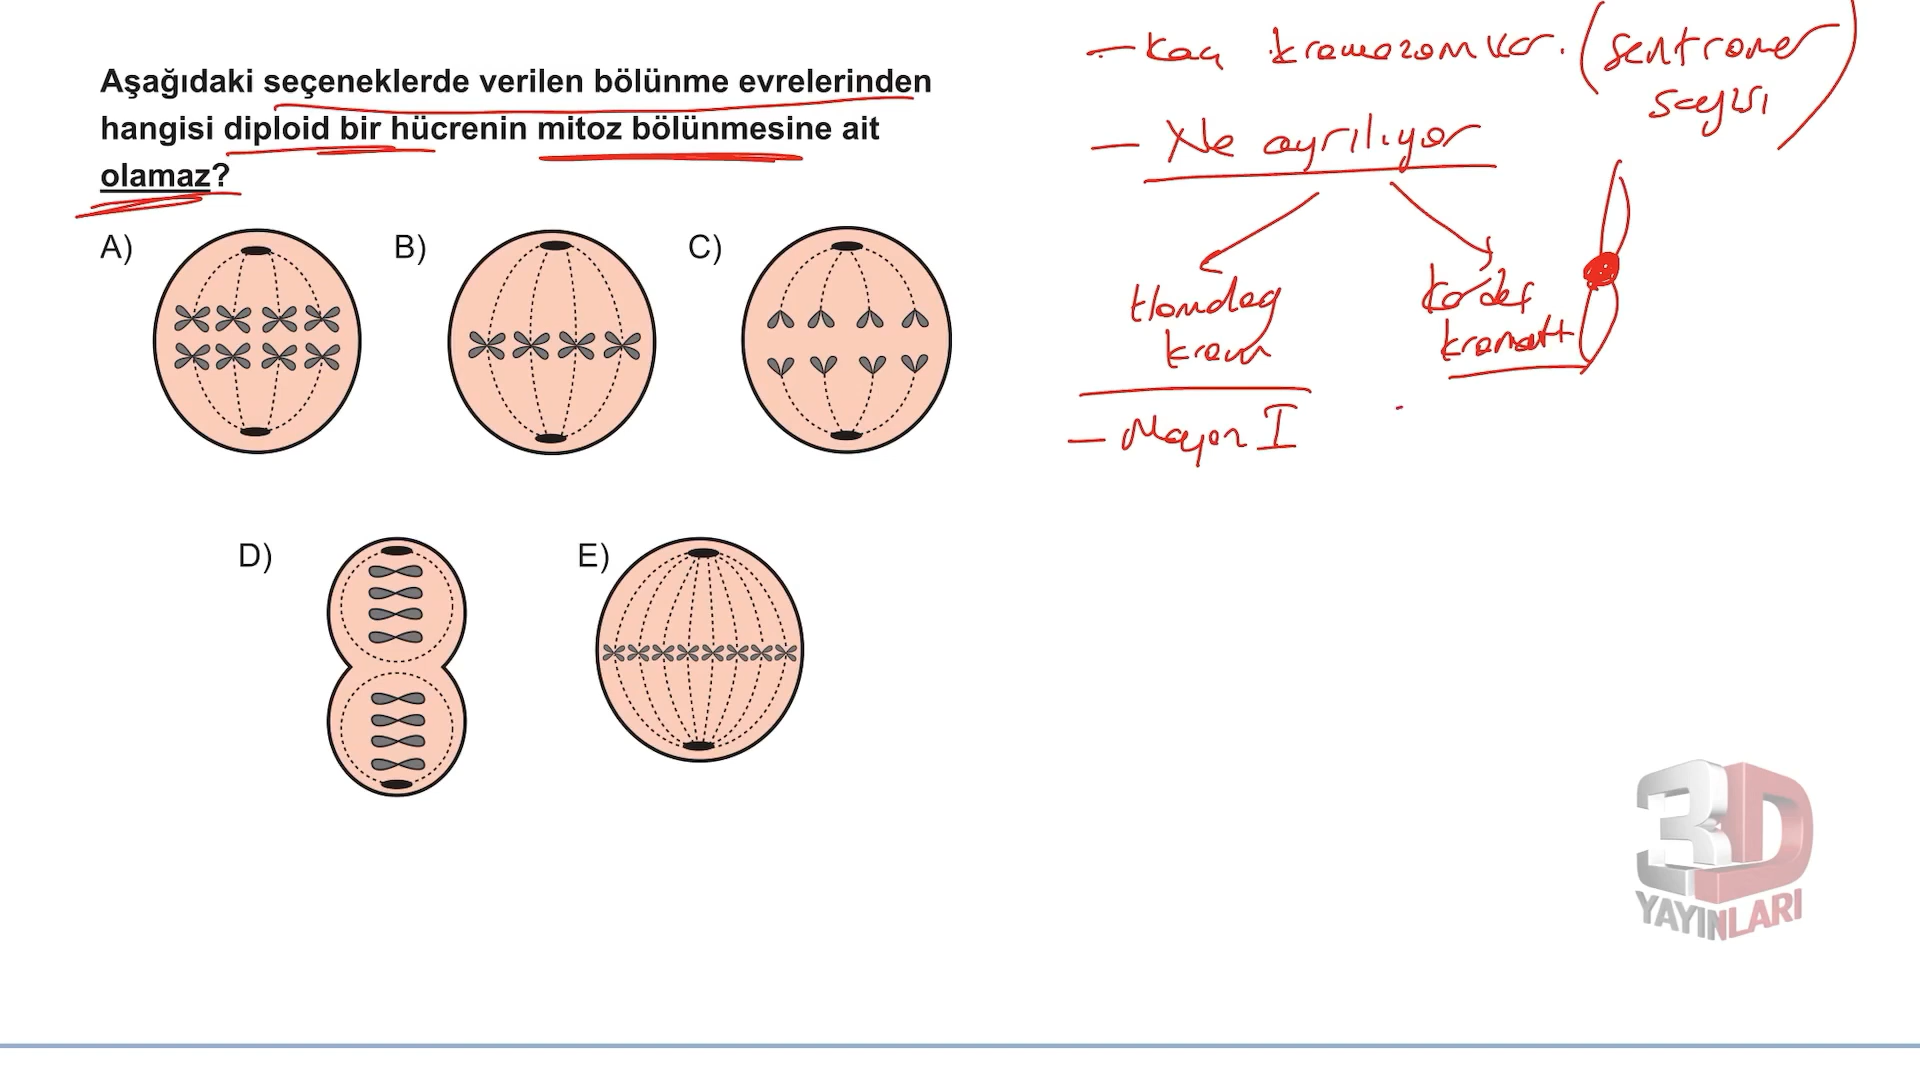 Aşağıdaki seçeneklerde verilen bölünme evrelerinden
hangisi diploid bir hücrenin mitoz bölünmesine ait
olamaz?
A)
B)
C)
D)
E)
- Kaç kromozom var. (sentromer
sayısı)
- Ne ayrılıyor
Homolog
krom
Kardeş
kromatit
- Mayoz I
3D
YAYINLARI